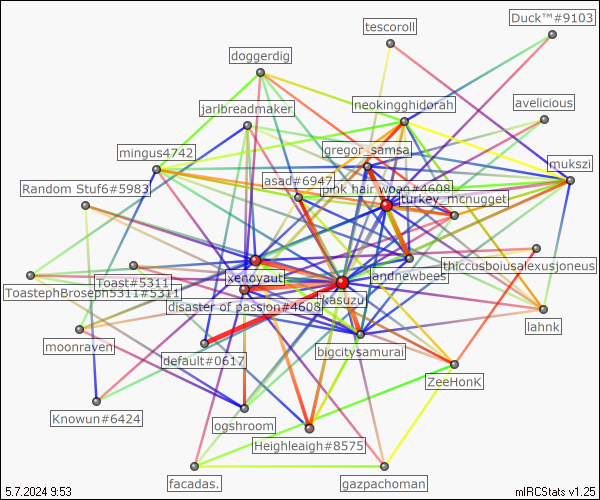 Duck™#9103
tescoroll
doggerdig
avelicious
neokingghidorah
jarlbreadmaker
gregor_samsa
mingus4742
mukszi
asad#6947
pink hair woan#4608
Random Stuf6#5983
turkey_mcnugget
thiccusboiusalexusjoneus
andnewbees
xenovaut
Toast#5311
ToastephBroseph5311#5311
kasuzu
disaster of passion#4608
lahnk
moonraven
bigcitysamurai
default#0617
ZeeHonK
Knowun#6424
ogshroom
Heighleaigh#8575
facadas.
gazpachoman
5.7.2024 9:53
mIRCStats v1.25